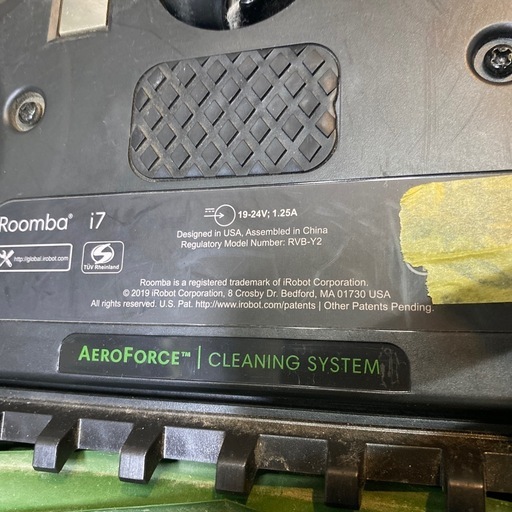 19-24V; 1.25A
Designed in USA, Assembled in China
Regulatory Model Number: RVB-Y2
Roomba® i7
http://global.irobot.com
TÜV Rheinland
Roomba is a registered trademark of iRobot Corporation.
© 2019 iRobot Corporation, 8 Crosby Dr. Bedford, MA 01730 USA
All rights reserved. U.S. Pat. http://www.irobot.com/patents | Other Patents Pending.
AEROFORCE™ | CLEANING SYSTEM